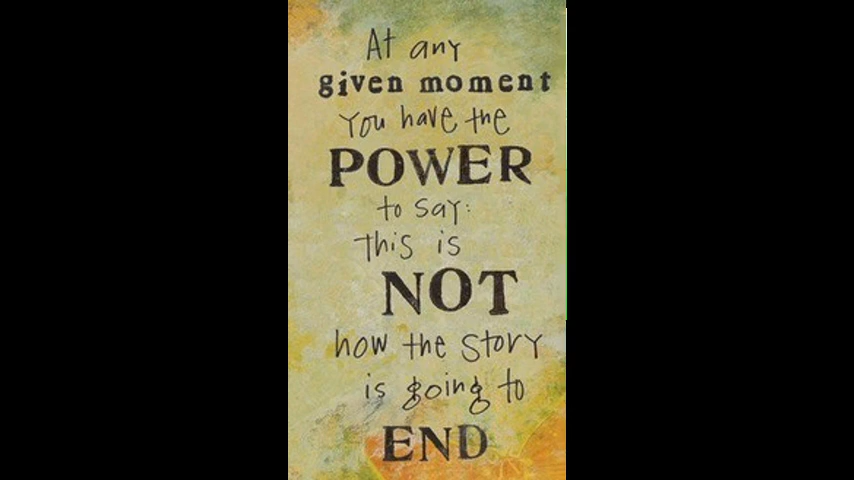 At any
given moment
You have the
POWER
to say:
this is
NOT
how the story
is going to
END